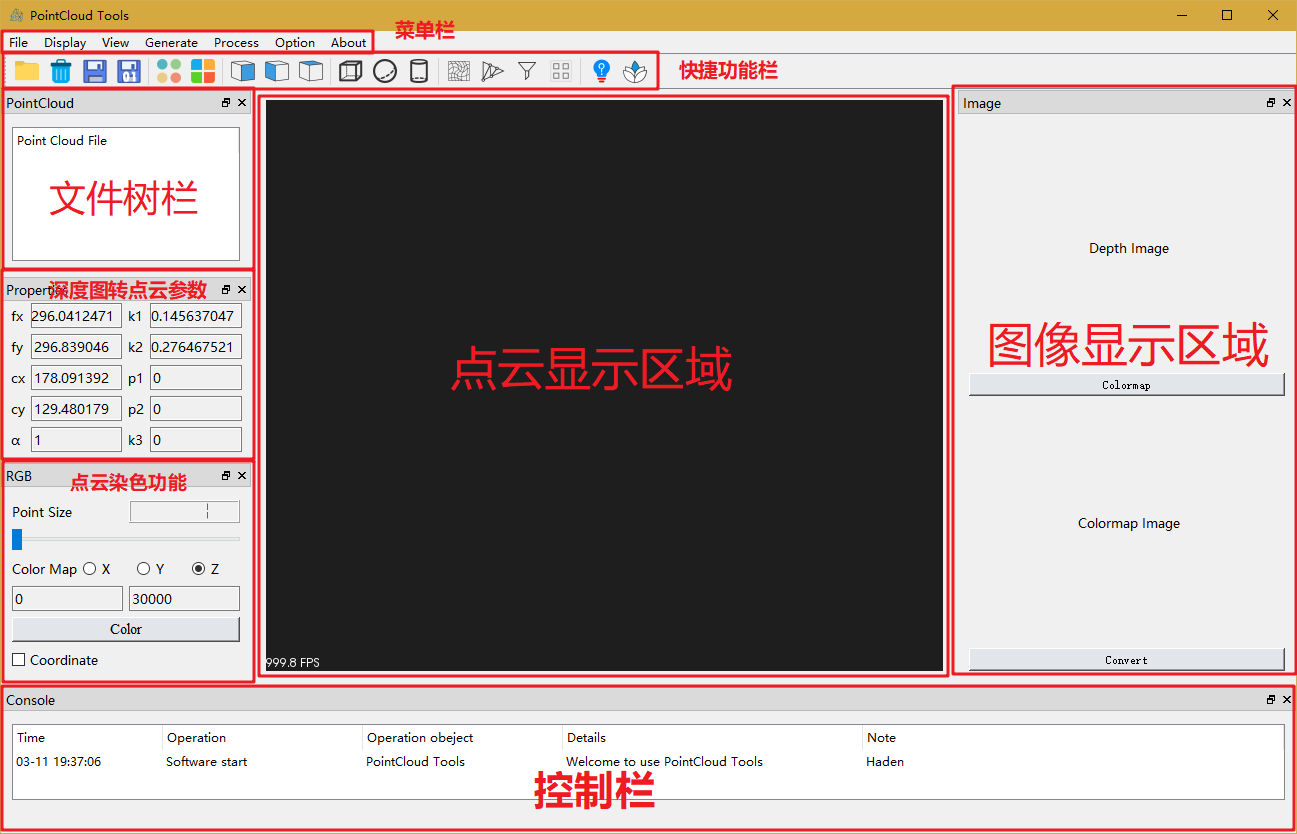 PointCloud Tools
菜单栏
File Display View Generate Process Option About
01
快捷功能栏
PointCloud
Point Cloud File
文件树栏
深度图转点云参数
fx 296.0412471 k1 0.145637047
fy 296.839046 k2 0.276467521
cx 178.091392 p1 0
cy 129.480179 p2 0
α 1 k3 0
RGB
点云染色功能
Point Size
Color Map X Y Z
0 30000
Color
Coordinate
点云显示区域
999.8 FPS
Image
Depth Image
图像显示区域
Colormap
Colormap Image
Convert
Console
Time Operation Operation obeject Details Note
03-11 19:37:06 Software start PointCloud Tools Welcome to use PointCloud Tools Haden
控制栏